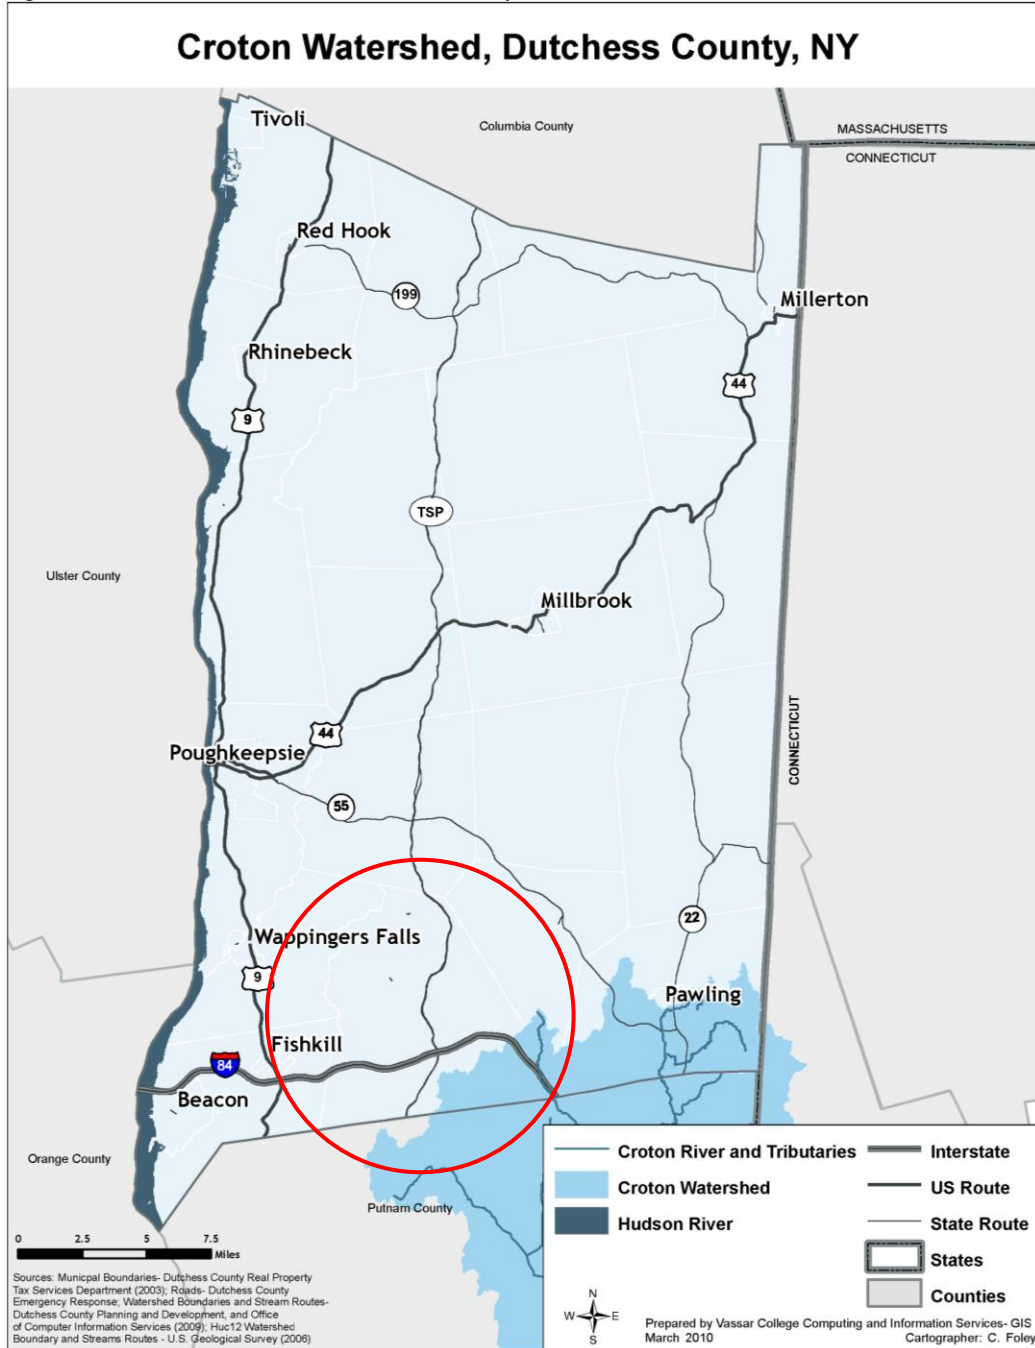 Croton Watershed, Dutchess County, NY
Tivoli
Columbia County
MASSACHUSETTS
CONNECTICUT
Red Hook
199
Millerton
Rhinebeck
44
9
TSP
Ulster County
Millbrook
44
Poughkeepsie
CONNECTICUT
55
22
Wappingers Falls
9
Pawling
Fishkill
84
Beacon
Orange County
Putnam County
Croton River and Tributaries
Croton Watershed
Hudson River
Interstate
US Route
State Route
States
Counties
0 2.5 5 7.5
Miles
Sources: Municpal Boundaries- Dutchess County Real Property
Tax Services Department (2003); Roads- Dutchess County
Emergency Response; Watershed Boundaries and Stream Routes-
Dutchess County Planning and Development, and Office
of Computer Information Services (2009); Huc12 Watershed
Boundary and Streams Routes - U.S. Geological Survey (2006)
N
W E
S
Prepared by Vassar College Computing and Information Services- GIS
March 2010 Cartographer: C. Foley